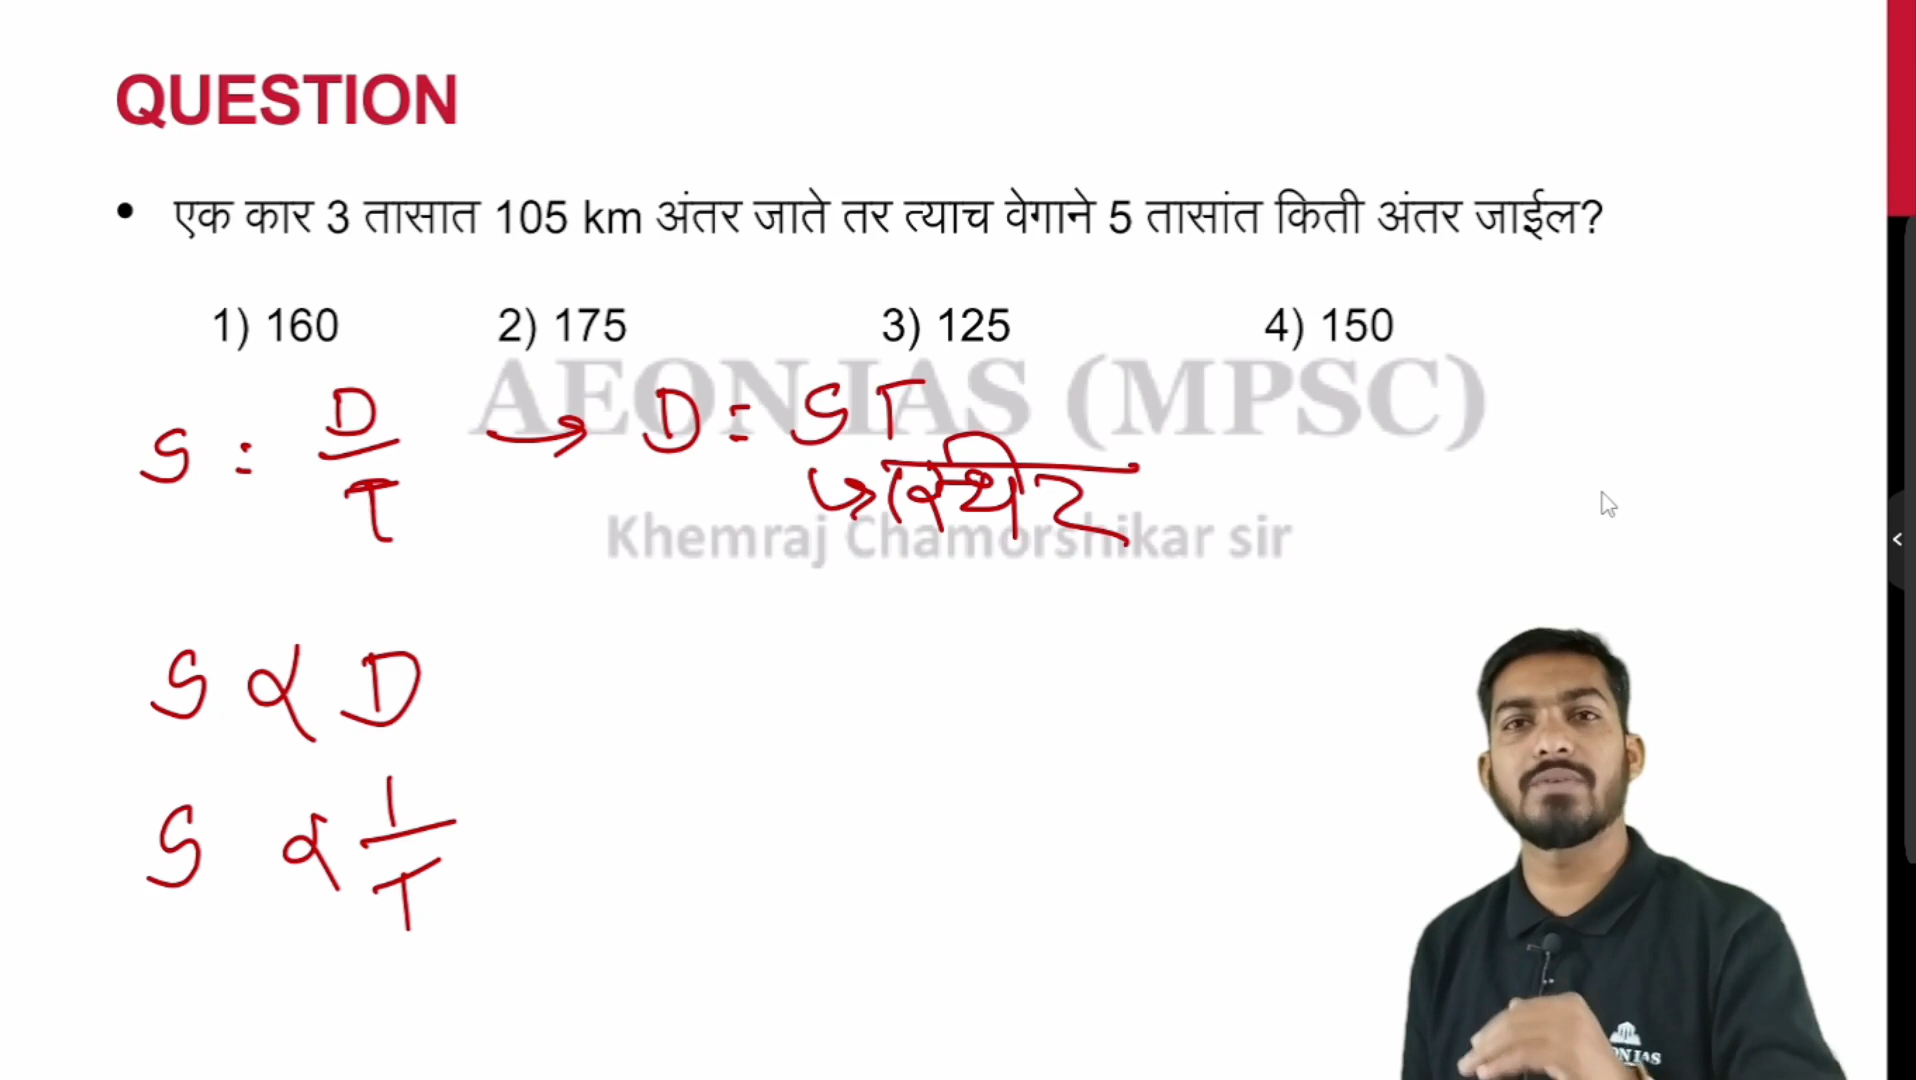 QUESTION
• एक कार 3 तासात 105 km अंतर जाते तर त्याच वेगाने 5 तासांत किती अंतर जाईल?
1) 160 2) 175 3) 125 4) 150
AEON IAS (MPSC)
S = D/T → D = ST
↳ स्थिर
Khemraj Chamorshikar sir
S ∝ D
S ∝ 1/T
<